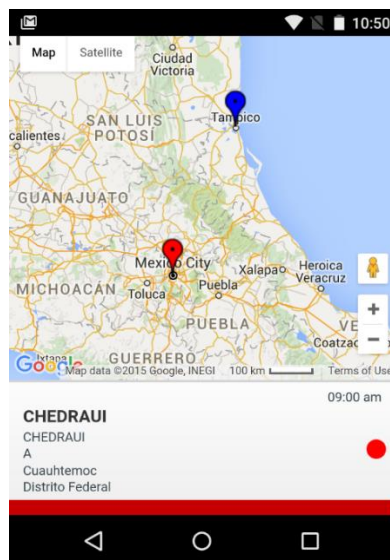 10:50
Map Satellite
Ciudad
Victoria
SAN LUIS
POTOSÍ
Tampico
calientes
GUANAJUATO
Mexico City
MICHOACÁN
Toluca
Puebla
Xalapa
Heroica
Veracruz
PUEBLA
VE
Coatzac
Ixtapa
GUERRERO
Google
Map data ©2015 Google, INEGI 100 km Terms of Use
09:00 am
CHEDRAUI
CHEDRAUI
A
Cuauhtemoc
Distrito Federal